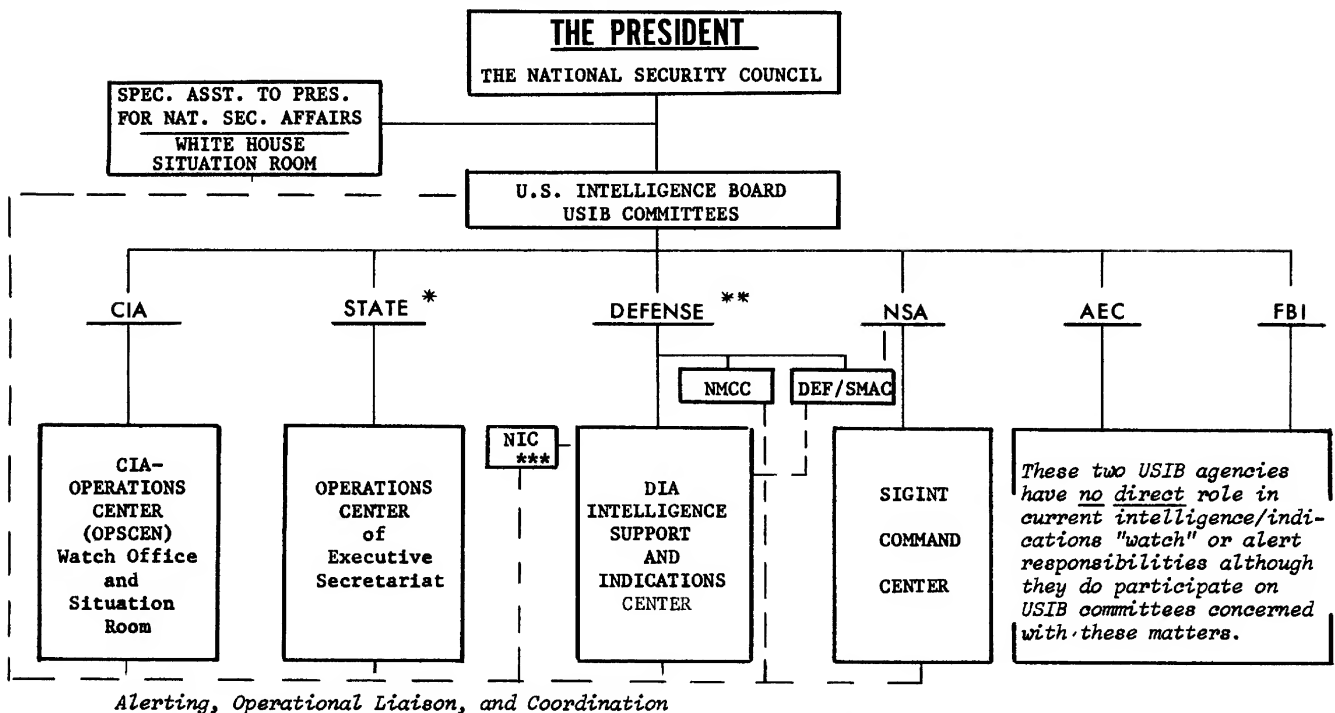 THE PRESIDENT
THE NATIONAL SECURITY COUNCIL
SPEC. ASST. TO PRES.
FOR NAT. SEC. AFFAIRS
WHITE HOUSE
SITUATION ROOM
U.S. INTELLIGENCE BOARD
USIB COMMITTEES
CIA
STATE *
DEFENSE **
NSA
AEC
FBI
NMCC
DEF/SMAC
NIC
***
CIA-
OPERATIONS
CENTER
(OPSCEN)
Watch Office
and
Situation
Room
OPERATIONS
CENTER
of
Executive
Secretariat
DIA
INTELLIGENCE
SUPPORT
AND
INDICATIONS
CENTER
SIGINT
COMMAND
CENTER
These two USIB agencies
have no direct role in
current intelligence/indi-
cations "watch" or alert
responsibilities although
they do participate on
USIB committees concerned
with these matters.
Alerting, Operational Liaison, and Coordination